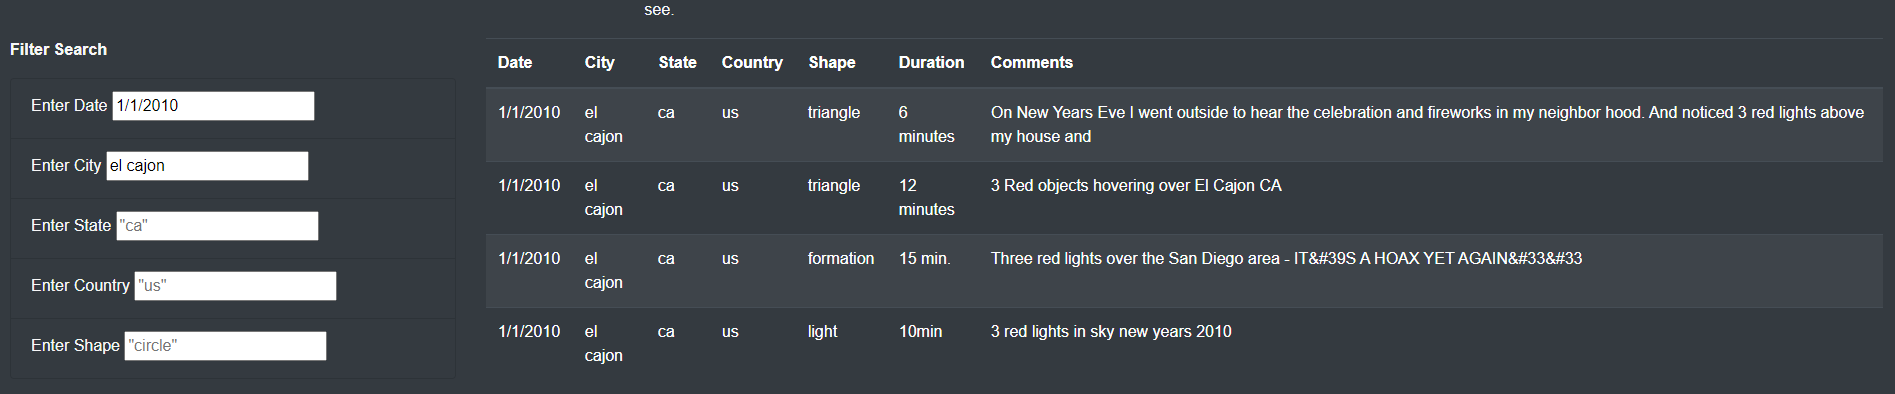 see.
Filter Search
Enter Date 1/1/2010
Enter City el cajon
Enter State "ca"
Enter Country "us"
Enter Shape "circle"
Date City State Country Shape Duration Comments
1/1/2010 el ca us triangle 6 On New Years Eve I went outside to hear the celebration and fireworks in my neighbor hood. And noticed 3 red lights above
cajon minutes my house and
1/1/2010 el ca us triangle 12 3 Red objects hovering over El Cajon CA
cajon minutes
1/1/2010 el ca us formation 15 min. Three red lights over the San Diego area - IT&#39S A HOAX YET AGAIN&#33&#33
cajon
1/1/2010 el ca us light 10min 3 red lights in sky new years 2010
cajon